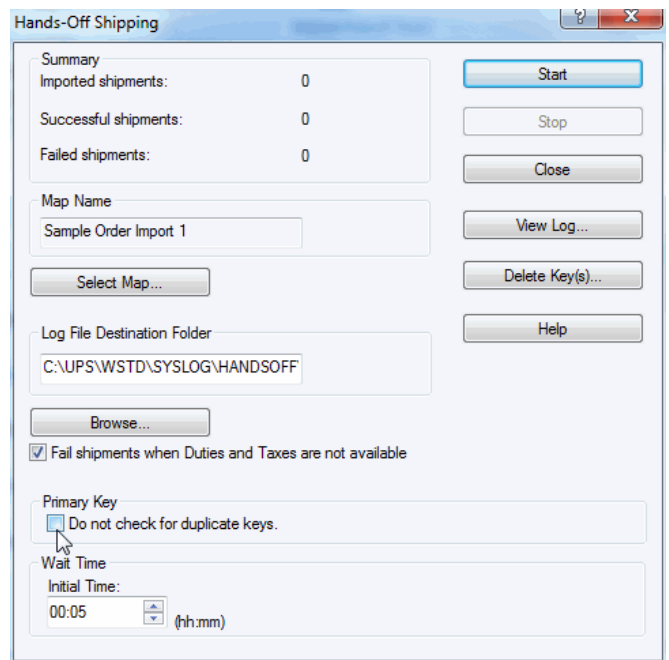 Hands-Off Shipping
?
X
Summary
Imported shipments: 0
Successful shipments: 0
Failed shipments: 0
Map Name
Sample Order Import 1
Select Map...
Log File Destination Folder
C:\UPS\WSTD\SYSLOG\HANDSOFF
Browse...
Fail shipments when Duties and Taxes are not available
Primary Key
Do not check for duplicate keys.
Wait Time
Initial Time:
00:05 (hh:mm)
Start
Stop
Close
View Log...
Delete Key(s)...
Help